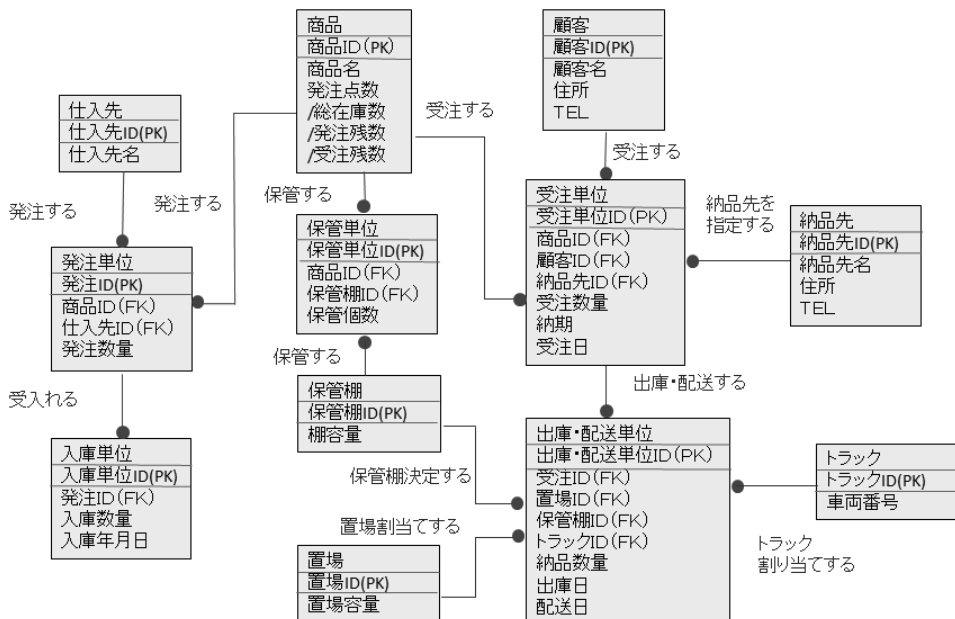 商品
商品ID(PK)
商品名
発注点数
/総在庫数
/発注残数
/受注残数
顧客
顧客ID(PK)
顧客名
住所
TEL
仕入先
仕入先ID(PK)
仕入先名
受注する
受注する
発注する
発注する
保管する
納品先を
指定する
受注単位
受注単位ID(PK)
商品ID(FK)
顧客ID(FK)
納品先ID(FK)
受注数量
納期
受注日
納品先
納品先ID(PK)
納品先名
住所
TEL
保管単位
保管単位ID(PK)
商品ID(FK)
保管棚ID(FK)
保管個数
発注単位
発注ID(PK)
商品ID(FK)
仕入先ID(FK)
発注数量
保管する
出庫・配送する
受入れる
保管棚
保管棚ID(PK)
棚容量
入庫単位
入庫単位ID(PK)
発注ID(FK)
入庫数量
入庫年月日
保管棚決定する
置場割当てする
出庫・配送単位
出庫・配送単位ID(PK)
受注ID(FK)
置場ID(FK)
保管棚ID(FK)
トラックID(FK)
納品数量
出庫日
配送日
トラック
トラックID(PK)
車両番号
トラック
割り当てする
置場
置場ID(PK)
置場容量